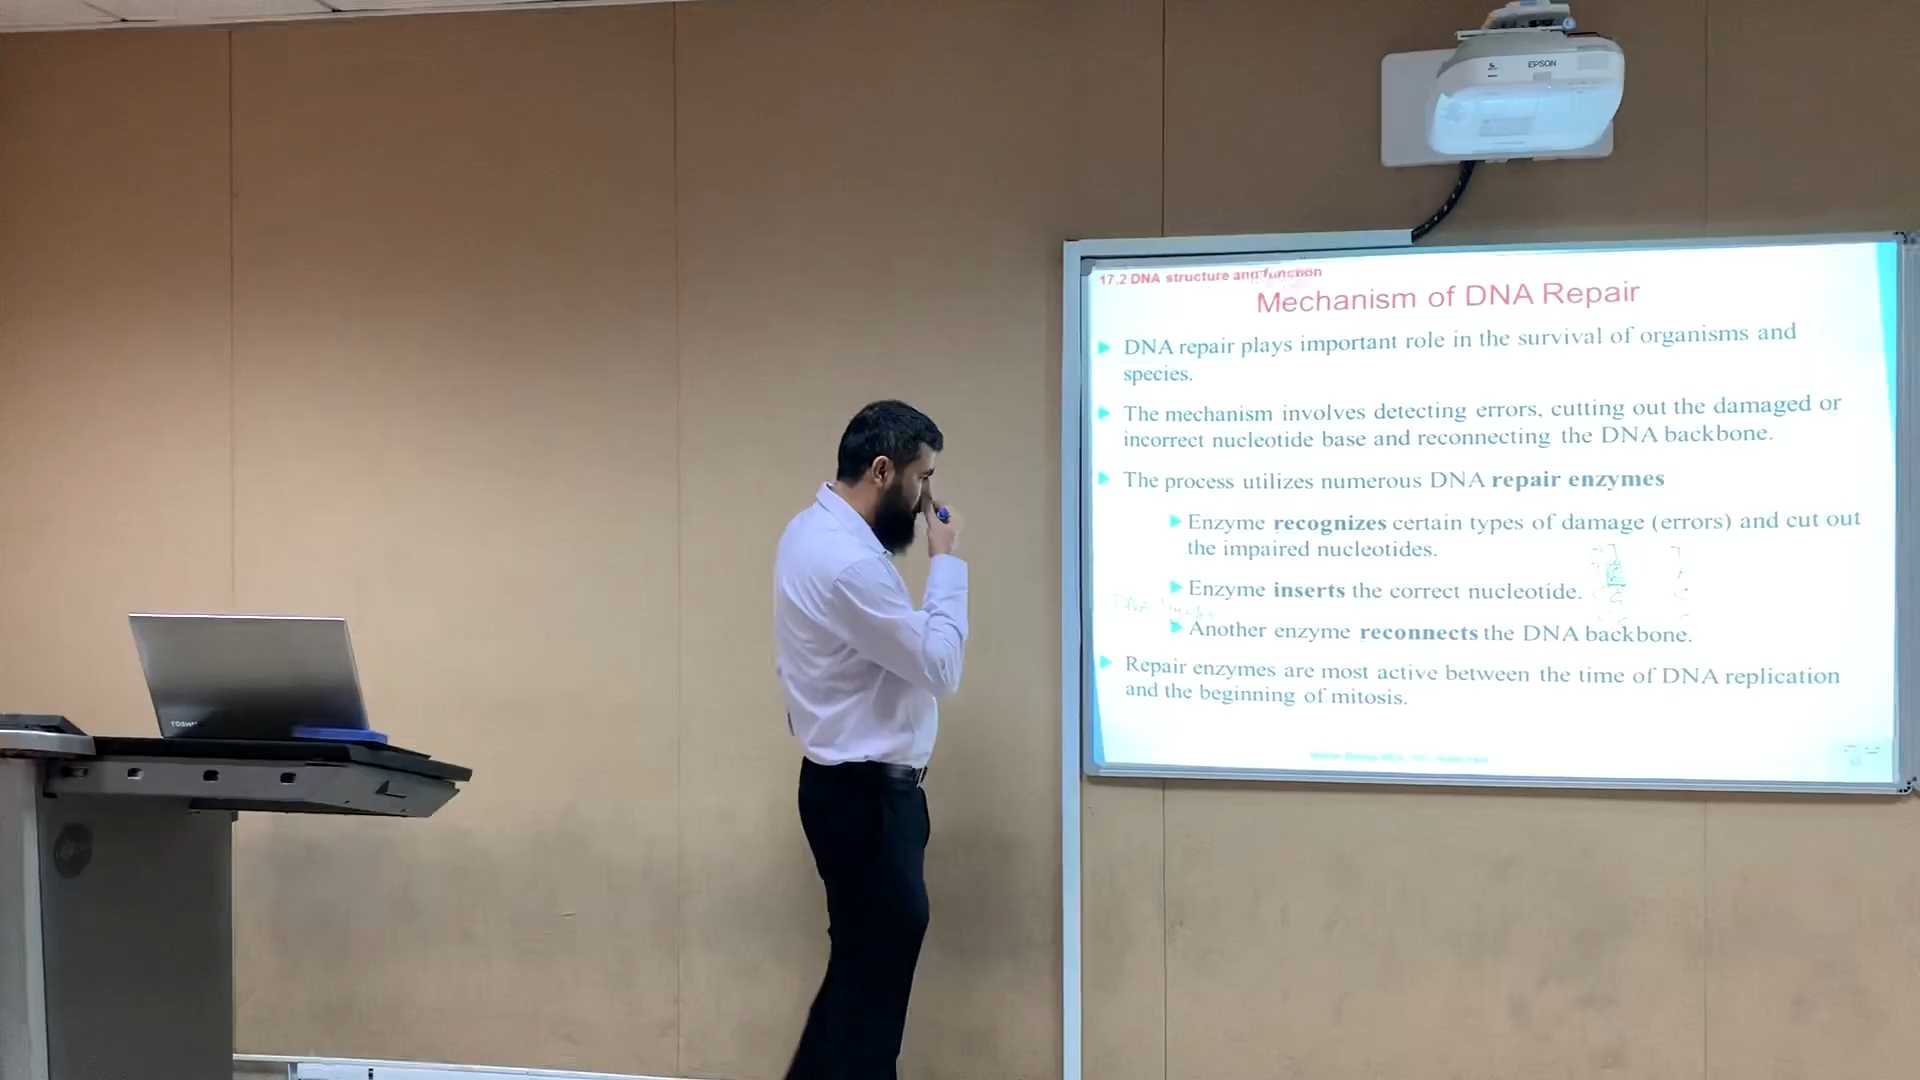 EPSON
17.2 DNA structure and function
Mechanism of DNA Repair
DNA repair plays important role in the survival of organisms and
species.
The mechanism involves detecting errors, cutting out the damaged or
incorrect nucleotide base and reconnecting the DNA backbone.
The process utilizes numerous DNA repair enzymes
Enzyme recognizes certain types of damage (errors) and cut out
the impaired nucleotides.
Enzyme inserts the correct nucleotide.
DNA
Another enzyme reconnects the DNA backbone.
Repair enzymes are most active between the time of DNA replication
and the beginning of mitosis.